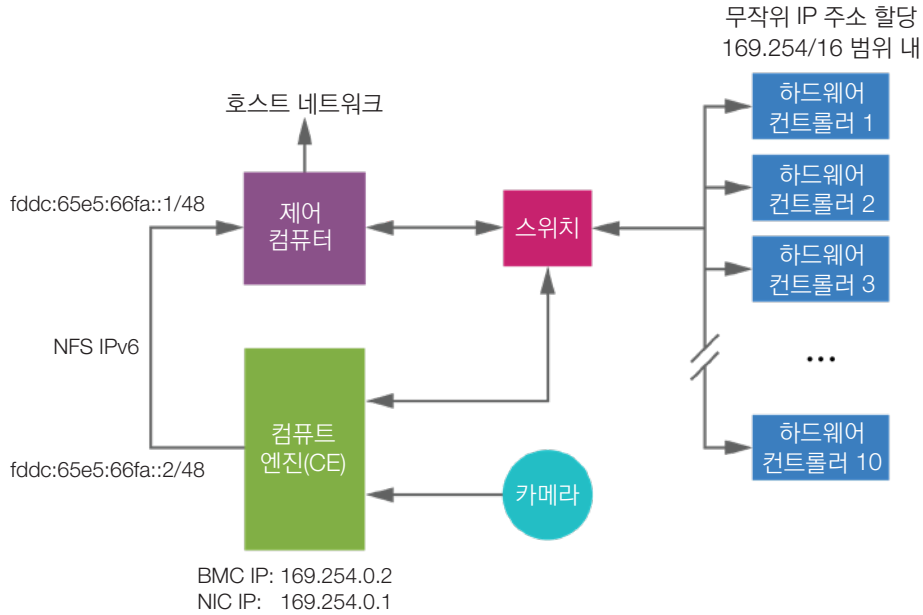 무작위 IP 주소 할당
169.254/16 범위 내
호스트 네트워크
하드웨어
컨트롤러 1
fddc:65e5:66fa::1/48
제어
컴퓨터
스위치
하드웨어
컨트롤러 2
하드웨어
컨트롤러 3
NFS IPv6
...
컴퓨트
엔진(CE)
하드웨어
컨트롤러 10
fddc:65e5:66fa::2/48
카메라
BMC IP: 169.254.0.2
NIC IP: 169.254.0.1